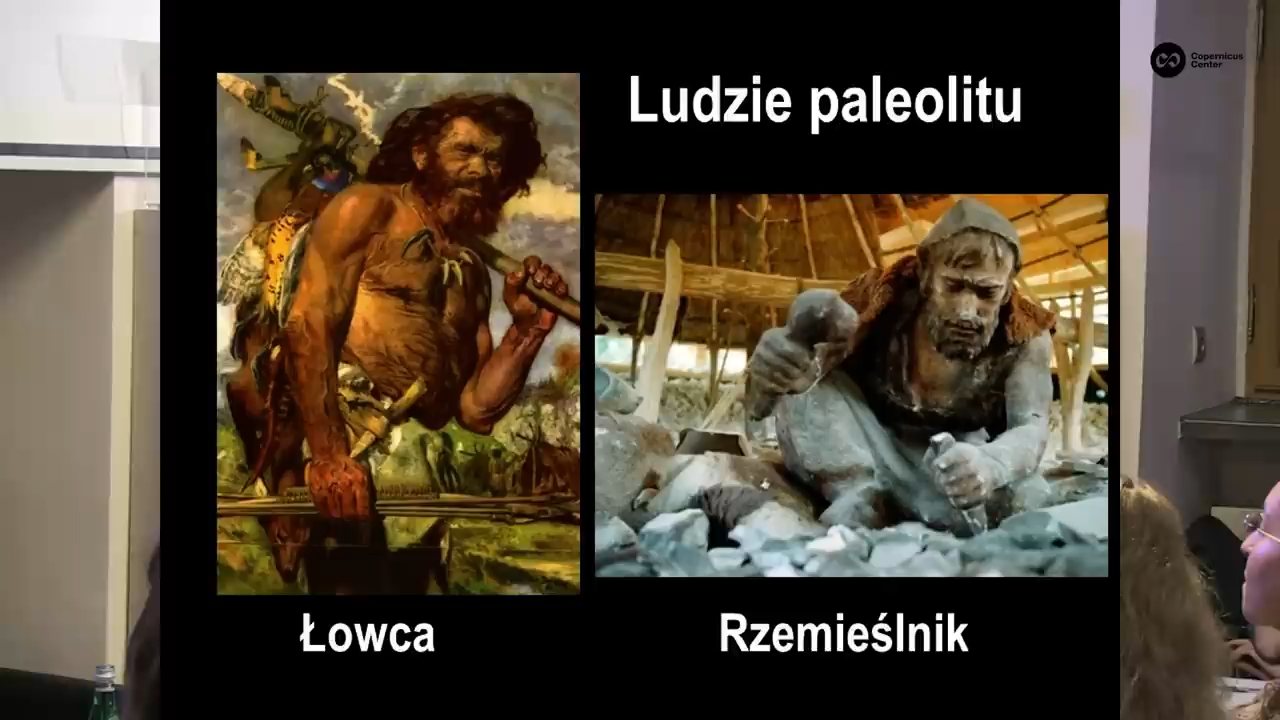 Ludzie paleolitu
Łowca
Rzemieślnik
Copernicus
Center